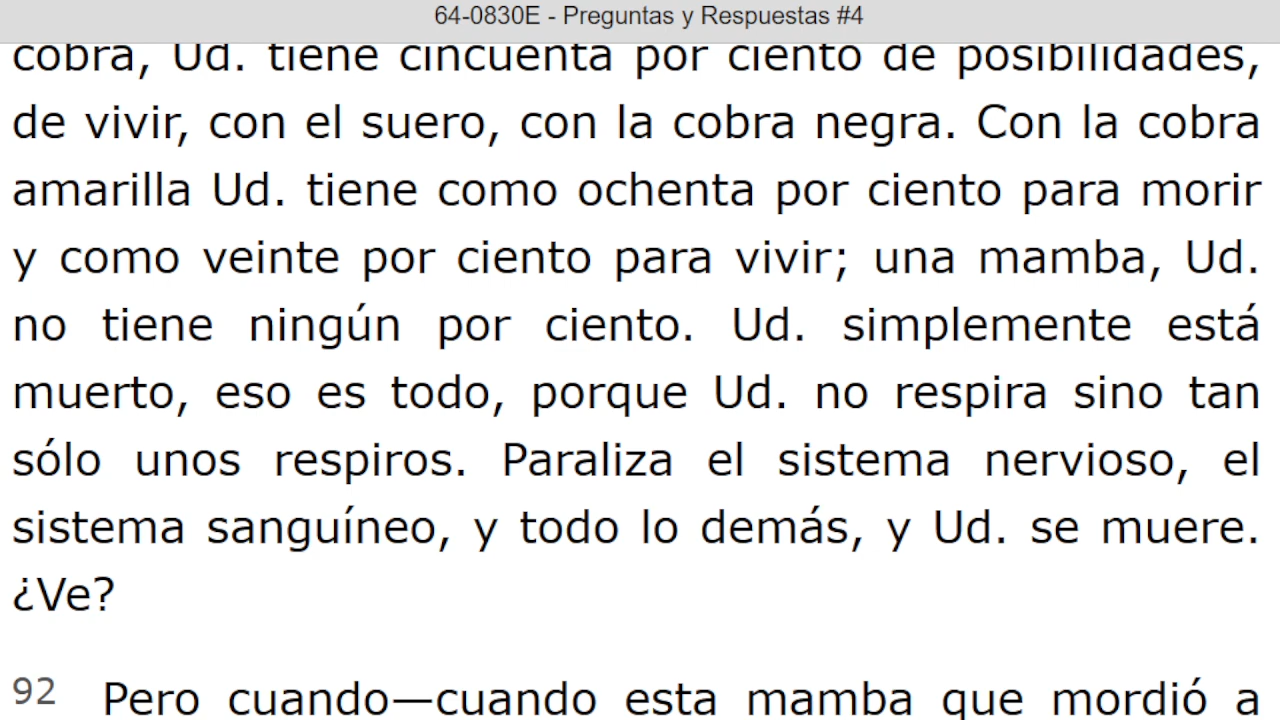 64-0830E - Preguntas y Respuestas #4
cobra, Ud. tiene cincuenta por ciento de posibilidades,
de vivir, con el suero, con la cobra negra. Con la cobra
amarilla Ud. tiene como ochenta por ciento para morir
y como veinte por ciento para vivir; una mamba, Ud.
no tiene ningún por ciento. Ud. simplemente está
muerto, eso es todo, porque Ud. no respira sino tan
sólo unos respiros. Paraliza el sistema nervioso, el
sistema sanguíneo, y todo lo demás, y Ud. se muere.
¿Ve?
92 Pero cuando—cuando esta mamba que mordió a